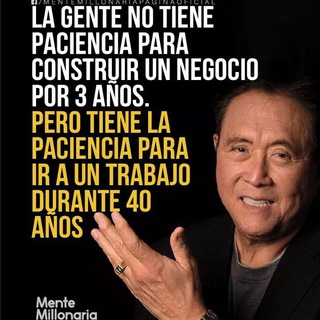 /MENTEMILLONARIAPAGINAOFICIAL
LA GENTE NO TIENE
PACIENCIA PARA
CONSTRUIR UN NEGOCIO
POR 3 AÑOS.
PERO TIENE LA
PACIENCIA PARA
IR A UN TRABAJO
DURANTE 40
AÑOS
Mente
Millonaria